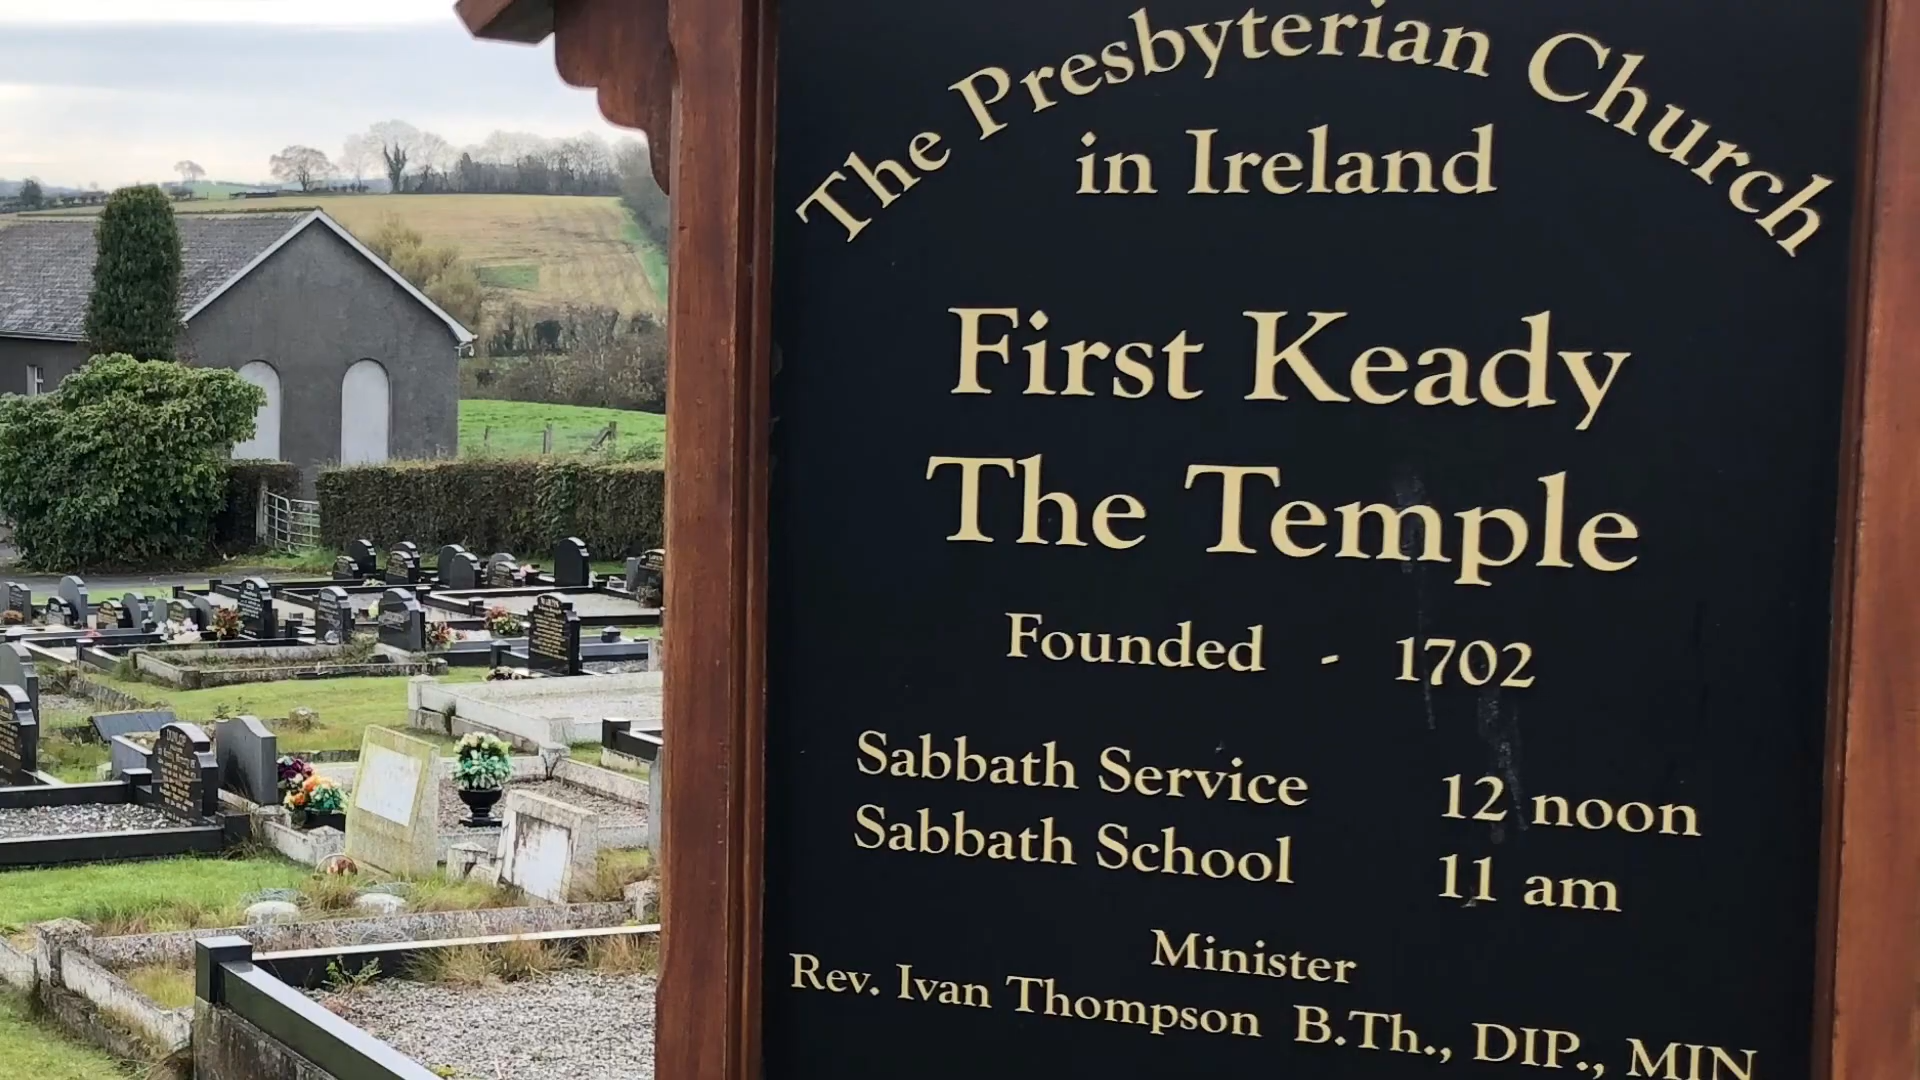 The Presbyterian Church
in Ireland
First Keady
The Temple
Founded - 1702
Sabbath Service 12 noon
Sabbath School 11 am
Minister
Rev. Ivan Thompson B.Th., DIP., MIN
DUNLOP